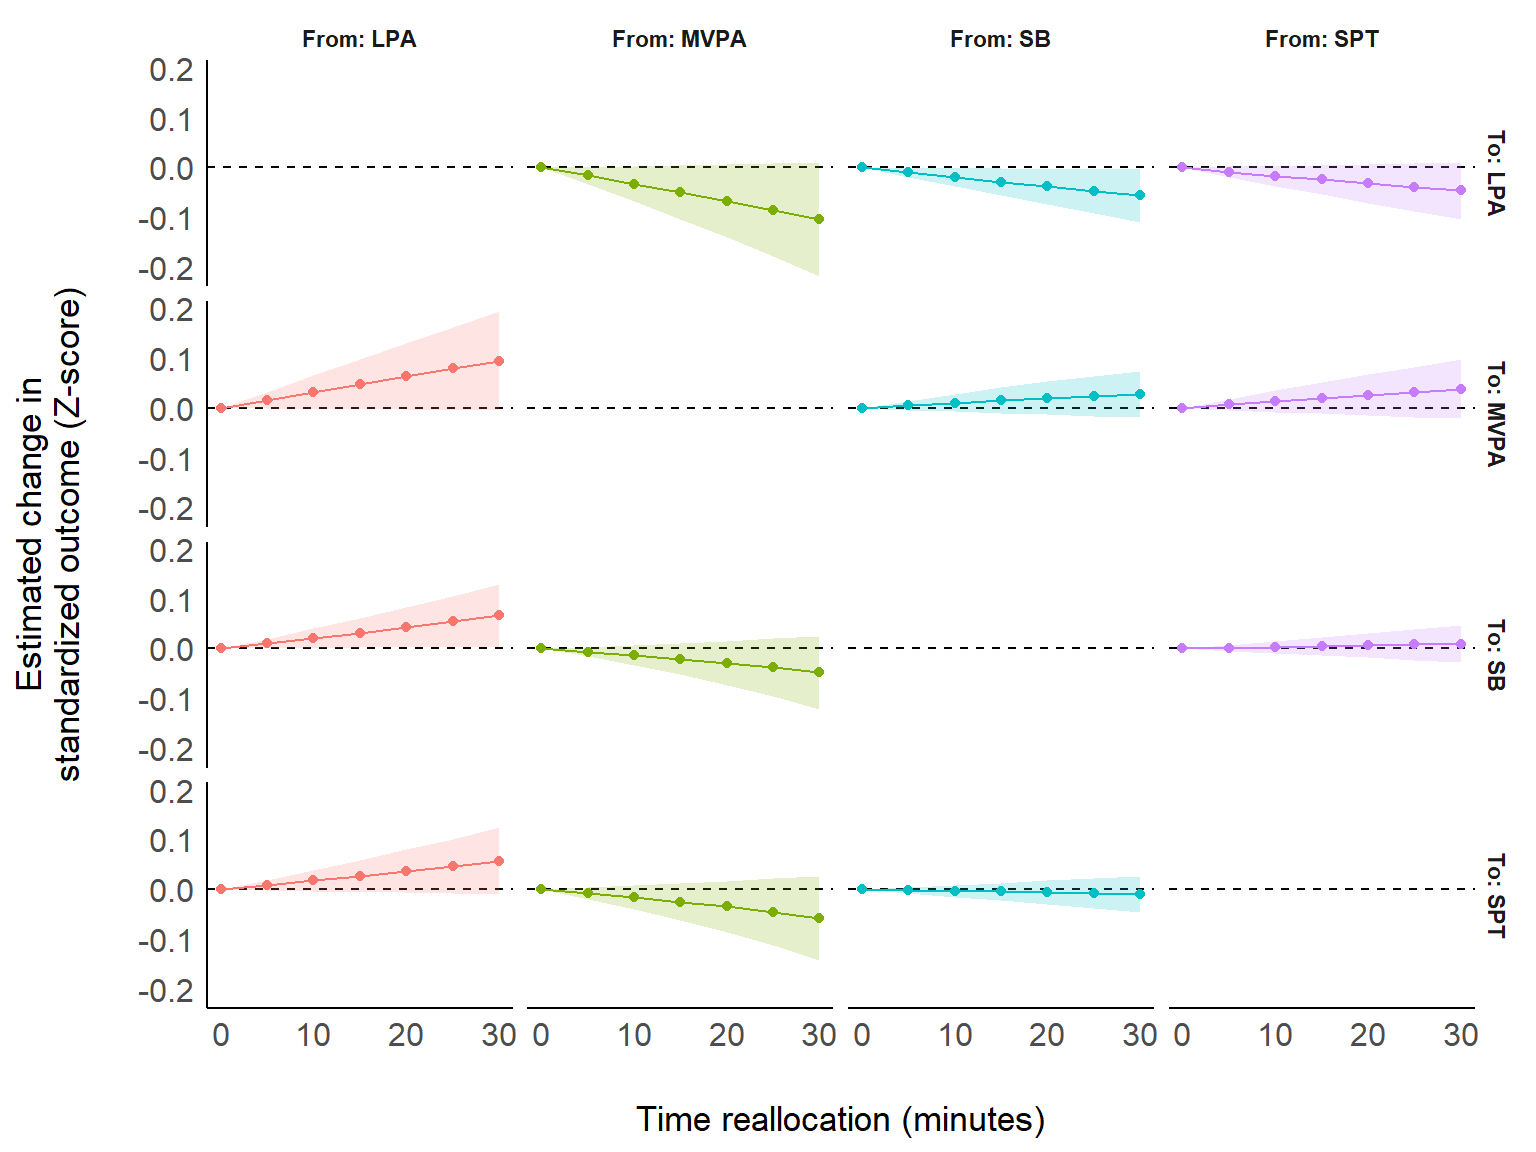 From: LPA From: MVPA From: SB From: SPT
0.2
0.1
0.0
-0.1
-0.2
To: LPA
0.2
0.1
0.0
-0.1
-0.2
To: MVPA
0.2
0.1
0.0
-0.1
-0.2
To: SB
0.2
0.1
0.0
-0.1
-0.2
To: SPT
Estimated change in
standardized outcome (Z-score)
0 10 20 30 0 10 20 30 0 10 20 30 0 10 20 30
Time reallocation (minutes)